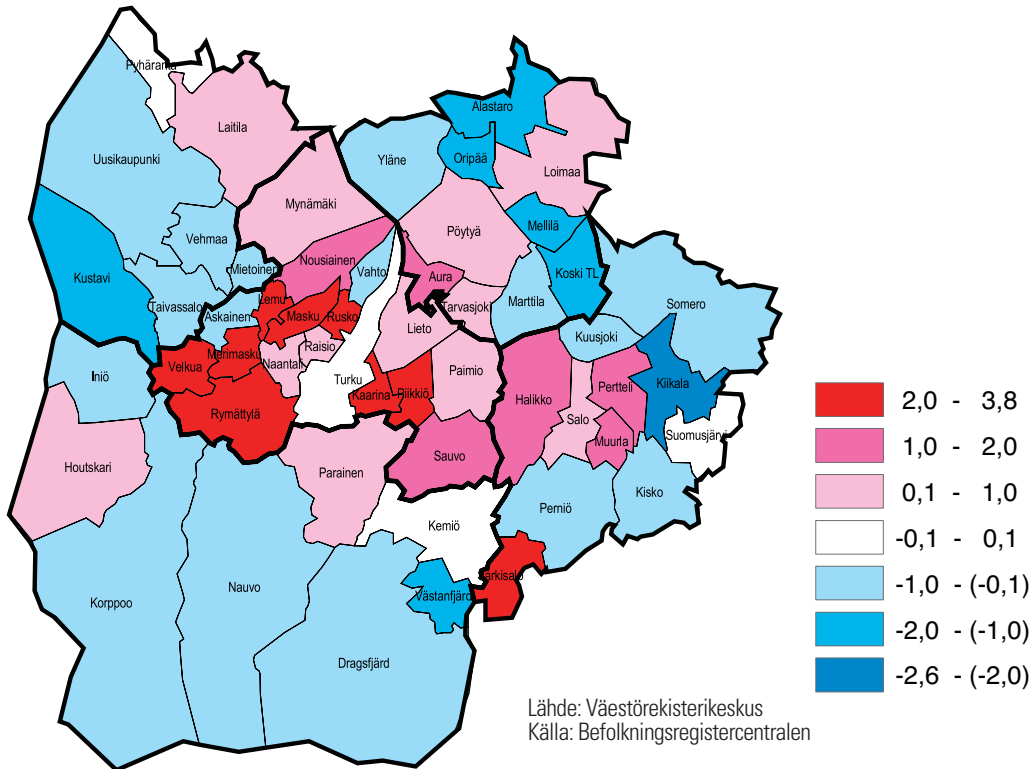 Pyhäranta
Laitila
Alastaro
Oripää
Yläne
Loimaa
Uusikaupunki
Mynämäki
Pöytyä
Mellilä
Vehmaa
Nousiainen
Vahto
Mietoinen
Aura
Koski TL
Kustavi
Marttila
Somero
Taivassalo
Askainen
Lemu
Masku
Rusko
Tarvasjoki
Lieto
Kuusjoki
Raisio
Velkua
Merimasku
Naantali
Paimio
Iniö
Turku
Kaarina
Piikkiö
Pertteli
Kiikala
Rymättylä
Halikko
Salo
Suomusjärvi
Muurla
Houtskari
Parainen
Sauvo
Kisko
Perniö
Kemiö
Särkisalo
Korppoo
Nauvo
Västanfjärd
Dragsfjärd
2,0 - 3,8
1,0 - 2,0
0,1 - 1,0
-0,1 - 0,1
-1,0 - (-0,1)
-2,0 - (-1,0)
-2,6 - (-2,0)
Lähde: Väestörekisterikeskus
Källa: Befolkningsregistercentralen